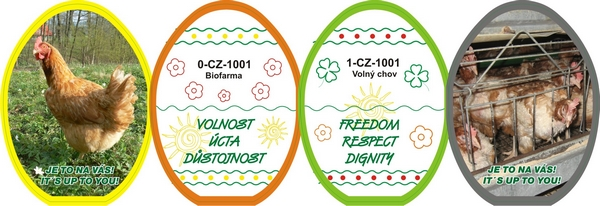 JE TO NA VÁS!
IT´S UP TO YOU!
0-CZ-1001
Biofarma
VOLNOST
ÚCTA
DŮSTOJNOST
1-CZ-1001
Volný chov
FREEDOM
RESPECT
DIGNITY
JE TO NA VÁS!
IT´S UP TO YOU!